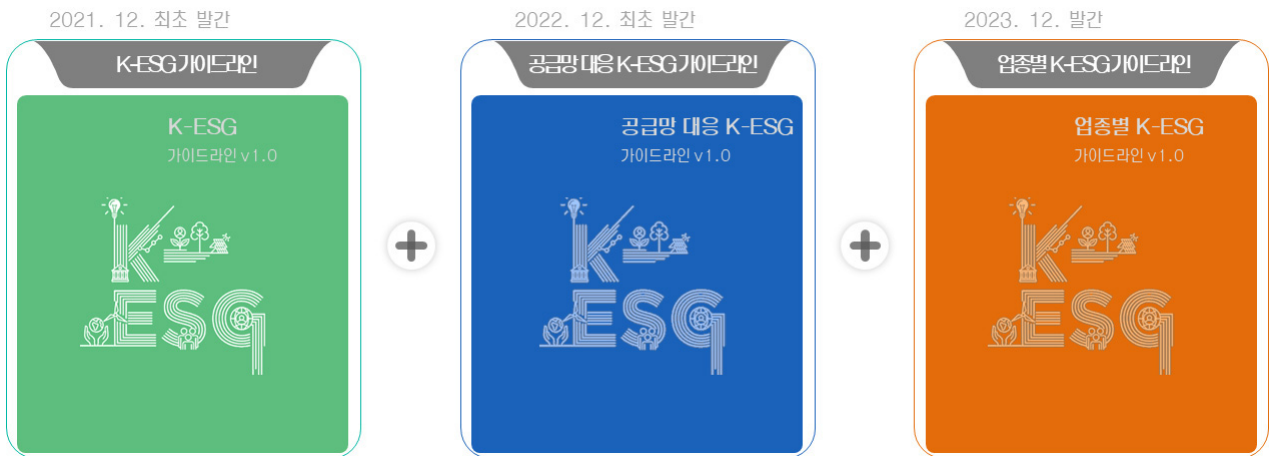 2021. 12. 최초 발간
K-ESG 가이드라인
K-ESG
가이드라인 v1.0
K
ESG
2022. 12. 최초 발간
공급망 대응 K-ESG 가이드라인
공급망 대응 K-ESG
가이드라인 v1.0
K
ESG
2023. 12. 발간
업종별 K-ESG 가이드라인
업종별 K-ESG
가이드라인 v1.0
K
ESG